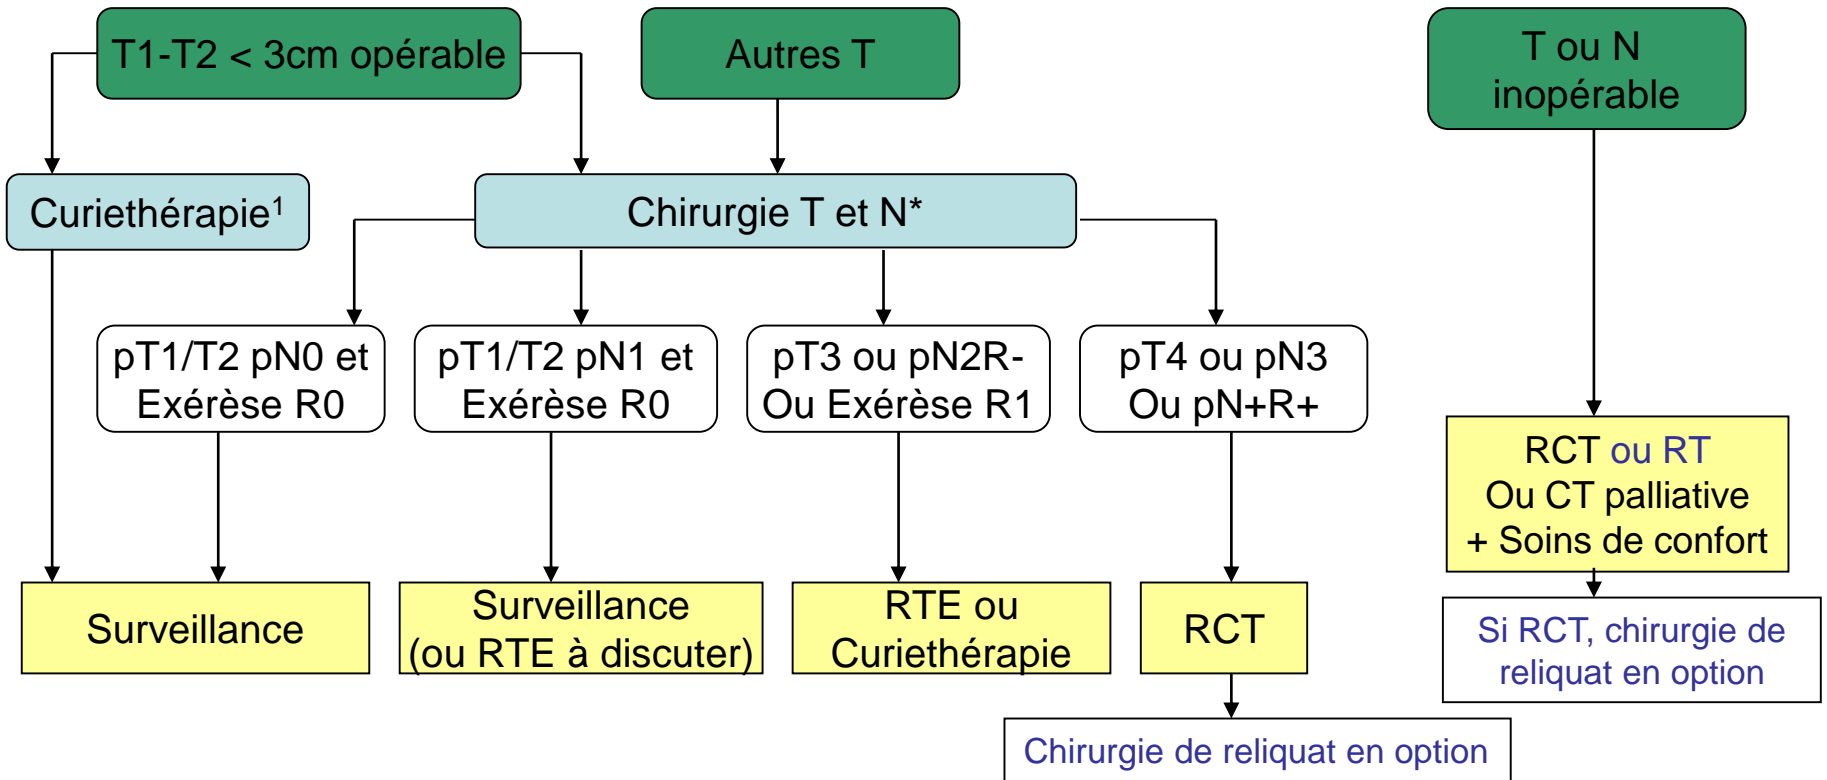 T1-T2 < 3cm opérable
Autres T
T ou N
inopérable
Curiethérapie¹
Chirurgie T et N*
pT1/T2 pN0 et
Exérèse R0
pT1/T2 pN1 et
Exérèse R0
pT3 ou pN2R-
Ou Exérèse R1
pT4 ou pN3
Ou pN+R+
RCT ou RT
Ou CT palliative
+ Soins de confort
Surveillance
Surveillance
(ou RTE à discuter)
RTE ou
Curiethérapie
RCT
Si RCT, chirurgie de
reliquat en option
Chirurgie de reliquat en option